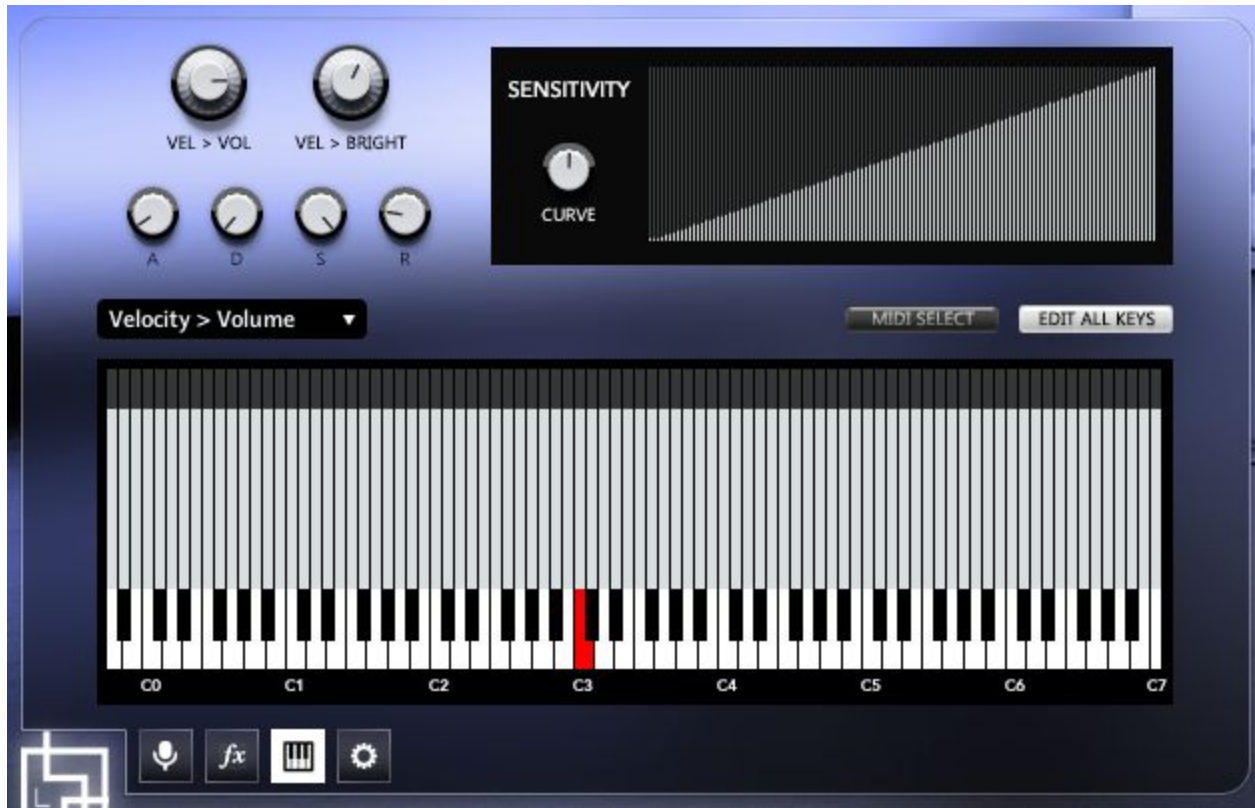 SENSITIVITY
VEL > VOL
VEL > BRIGHT
CURVE
A
D
S
R
Velocity > Volume
MIDI SELECT
EDIT ALL KEYS
C0
C1
C2
C3
C4
C5
C6
C7
fx